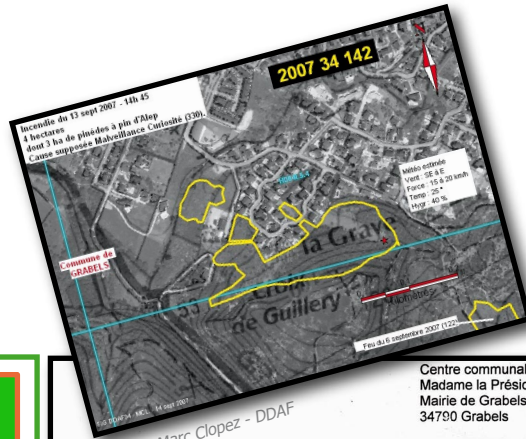 2007 34 142
Incendie du 13 sept 2007 - 14h 45
4 hectares
dont 3 ha de pinèdes à pin d'Alep
Cause supposée Malveillance Curiosité (330).
Météo estimée
Vent : SE à E
Force : 15 à 20 km/h
Temp : 25 °
Hygr : 40 %
la Gray
Commune de
GRABELS
Croix
de Guillery
Kilomètres
Feu du 6 septembre 2007 (122)
Marc Clopez - DDAF
Centre communal
Madame la Présid
Mairie de Grabels
34790 Grabels